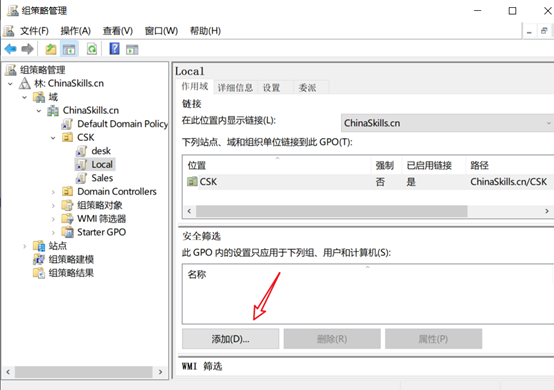 组策略管理
文件(F) 操作(A) 查看(V) 窗口(W) 帮助(H)
组策略管理
林: ChinaSkills.cn
域
ChinaSkills.cn
Default Domain Policy
CSK
desk
Local
Sales
Domain Controllers
组策略对象
WMI 筛选器
Starter GPO
站点
组策略建模
组策略结果
Local
作用域 详细信息 设置 委派
链接
在此位置内显示链接(L): ChinaSkills.cn
下列站点、域和组织单位链接到此 GPO(T):
位置 强制 已启用链接 路径
CSK 否 是 ChinaSkills.cn/CSK
安全筛选
此 GPO 内的设置只应用于下列组、用户和计算机(S):
名称
添加(D)... 删除(R) 属性(P)
WMI 筛选